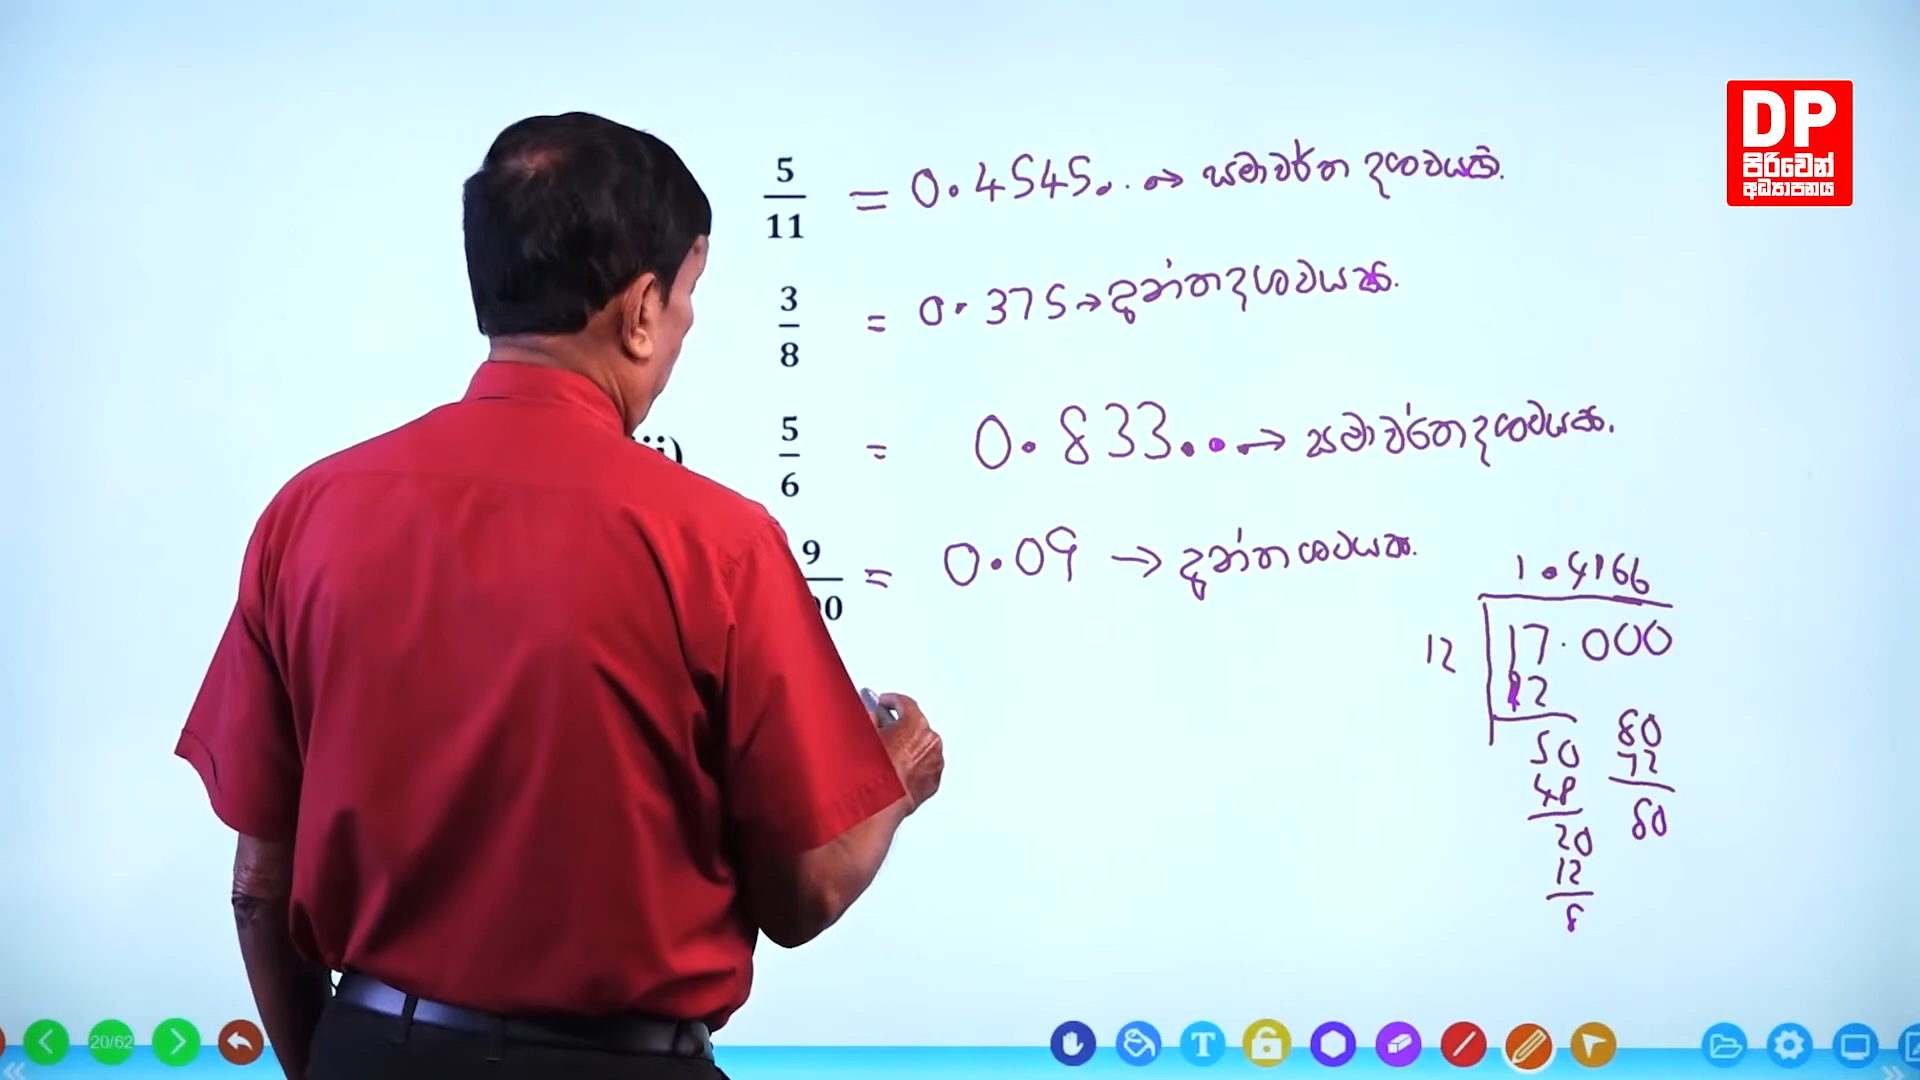 DP
පිරිවෙන්
අධ්‍යාපනය
5/11 = 0.4545... → සමාවර්ත දශමයකි.
3/8 = 0.375 → අන්ත දශමයකි.
5/6 = 0.833... → සමාවර්ත දශමයකි.
9 = 0.09 →
1.4166
12 17.000
12
50 80
48 72
20 80
12
8
20/62